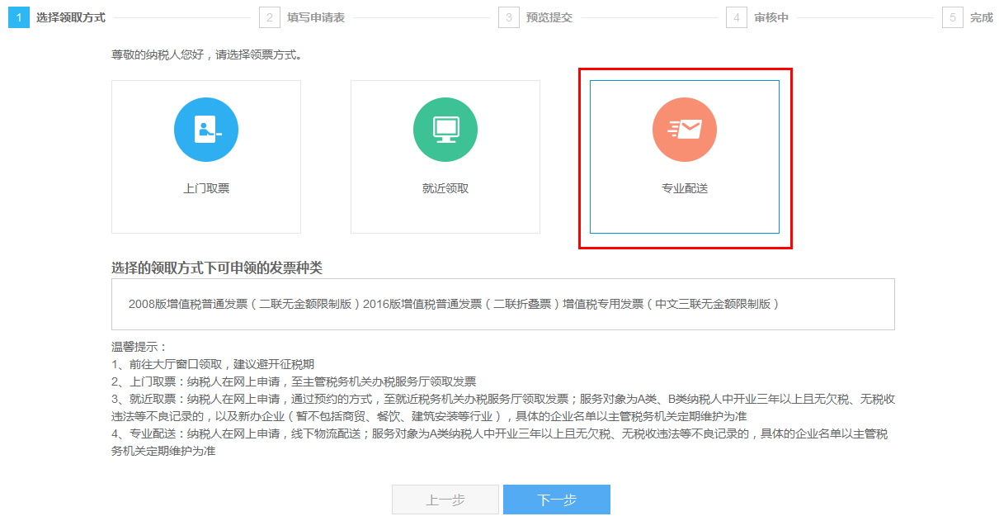 1 选择领取方式 2 填写申请表 3 预览提交 4 审核中 5 完成
尊敬的纳税人您好，请选择领票方式。
上门取票 就近领取 专业配送
选择的领取方式下可申领的发票种类
2008版增值税普通发票（二联无金额限制版）2016版增值税普通发票（二联折叠票）增值税专用发票（中文三联无金额限制版）
温馨提示：
1、前往大厅窗口领取，建议避开征税期
2、上门取票：纳税人在网上申请，至主管税务机关办税服务厅领取发票
3、就近取票：纳税人在网上申请，通过预约的方式，至就近税务机关办税服务厅领取发票；服务对象为A类、B类纳税人中开业三年以上且无欠税、无税收
违法等不良记录的，以及新办企业（暂不包括商贸、餐饮、建筑安装等行业），具体的企业名单以主管税务机关定期维护为准
4、专业配送：纳税人在网上申请，线下物流配送；服务对象为A类纳税人中开业三年以上且无欠税、无税收违法等不良记录的，具体的企业名单以主管税
务机关定期维护为准
上一步 下一步